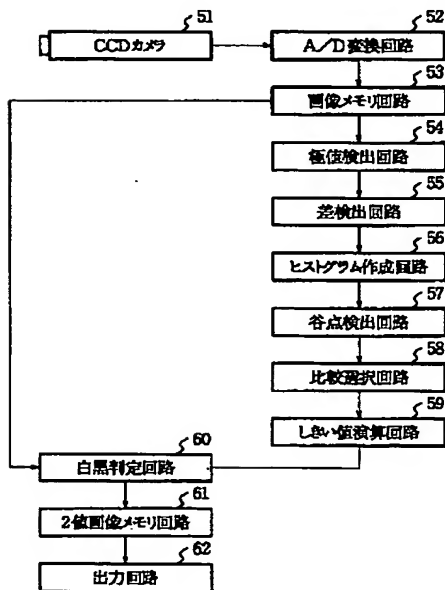 51
CCDカメラ
52
A/D変換回路
53
画像メモリ回路
54
極値検出回路
55
差検出回路
56
ヒストグラム作成回路
57
谷点検出回路
58
比較選択回路
59
しきい値演算回路
60
白黒判定回路
61
2値画像メモリ回路
62
出力回路